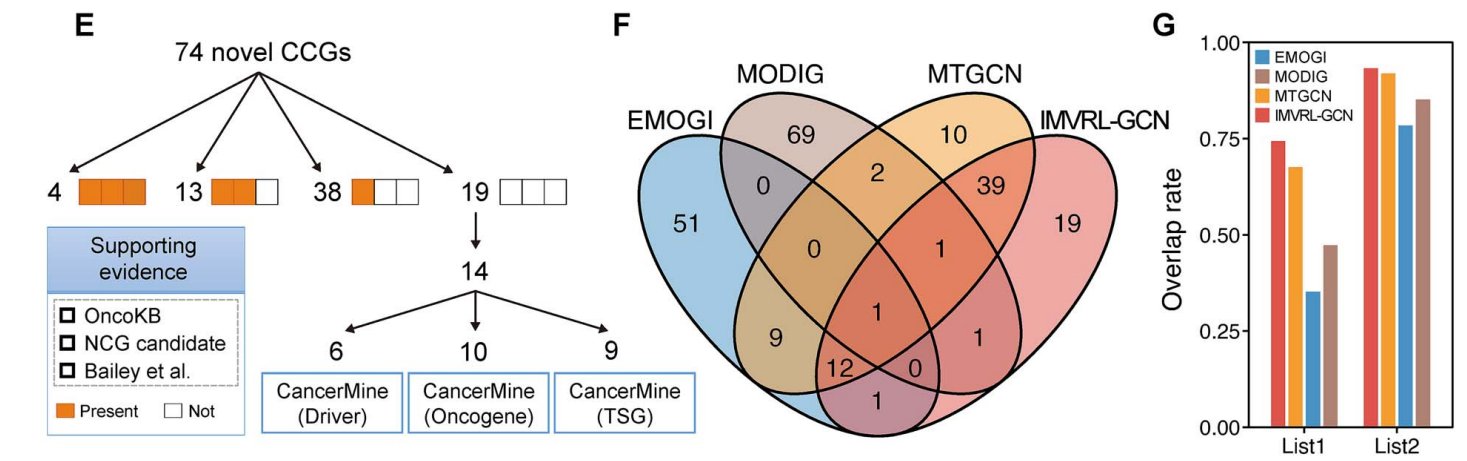 E
74 novel CCGs
4
13
38
19
Supporting
evidence
OncoKB
NCG candidate
Bailey et al.
Present
Not
14
6
10
9
CancerMine
(Driver)
CancerMine
(Oncogene)
CancerMine
(TSG)
F
MODIG
MTGCN
EMOGI
IMVRL-GCN
69
10
0
2
39
51
19
0
1
1
9
1
12
0
1
G
1.00
0.75
0.50
0.25
0.00
Overlap rate
EMOGI
MODIG
MTGCN
IMVRL-GCN
List1
List2